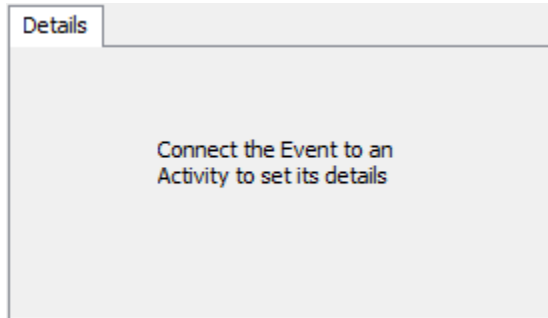 Details
Connect the Event to an
Activity to set its details